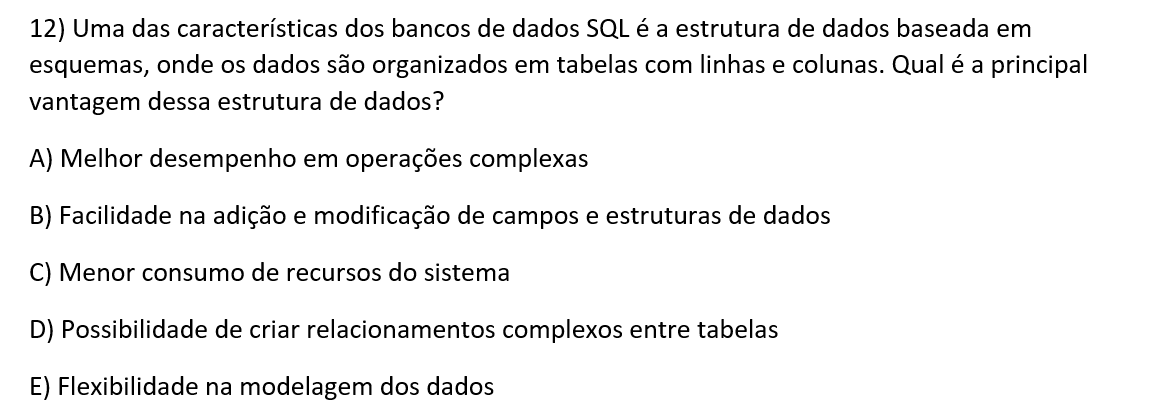 12) Uma das características dos bancos de dados SQL é a estrutura de dados baseada em
esquemas, onde os dados são organizados em tabelas com linhas e colunas. Qual é a principal
vantagem dessa estrutura de dados?
A) Melhor desempenho em operações complexas
B) Facilidade na adição e modificação de campos e estruturas de dados
C) Menor consumo de recursos do sistema
D) Possibilidade de criar relacionamentos complexos entre tabelas
E) Flexibilidade na modelagem dos dados